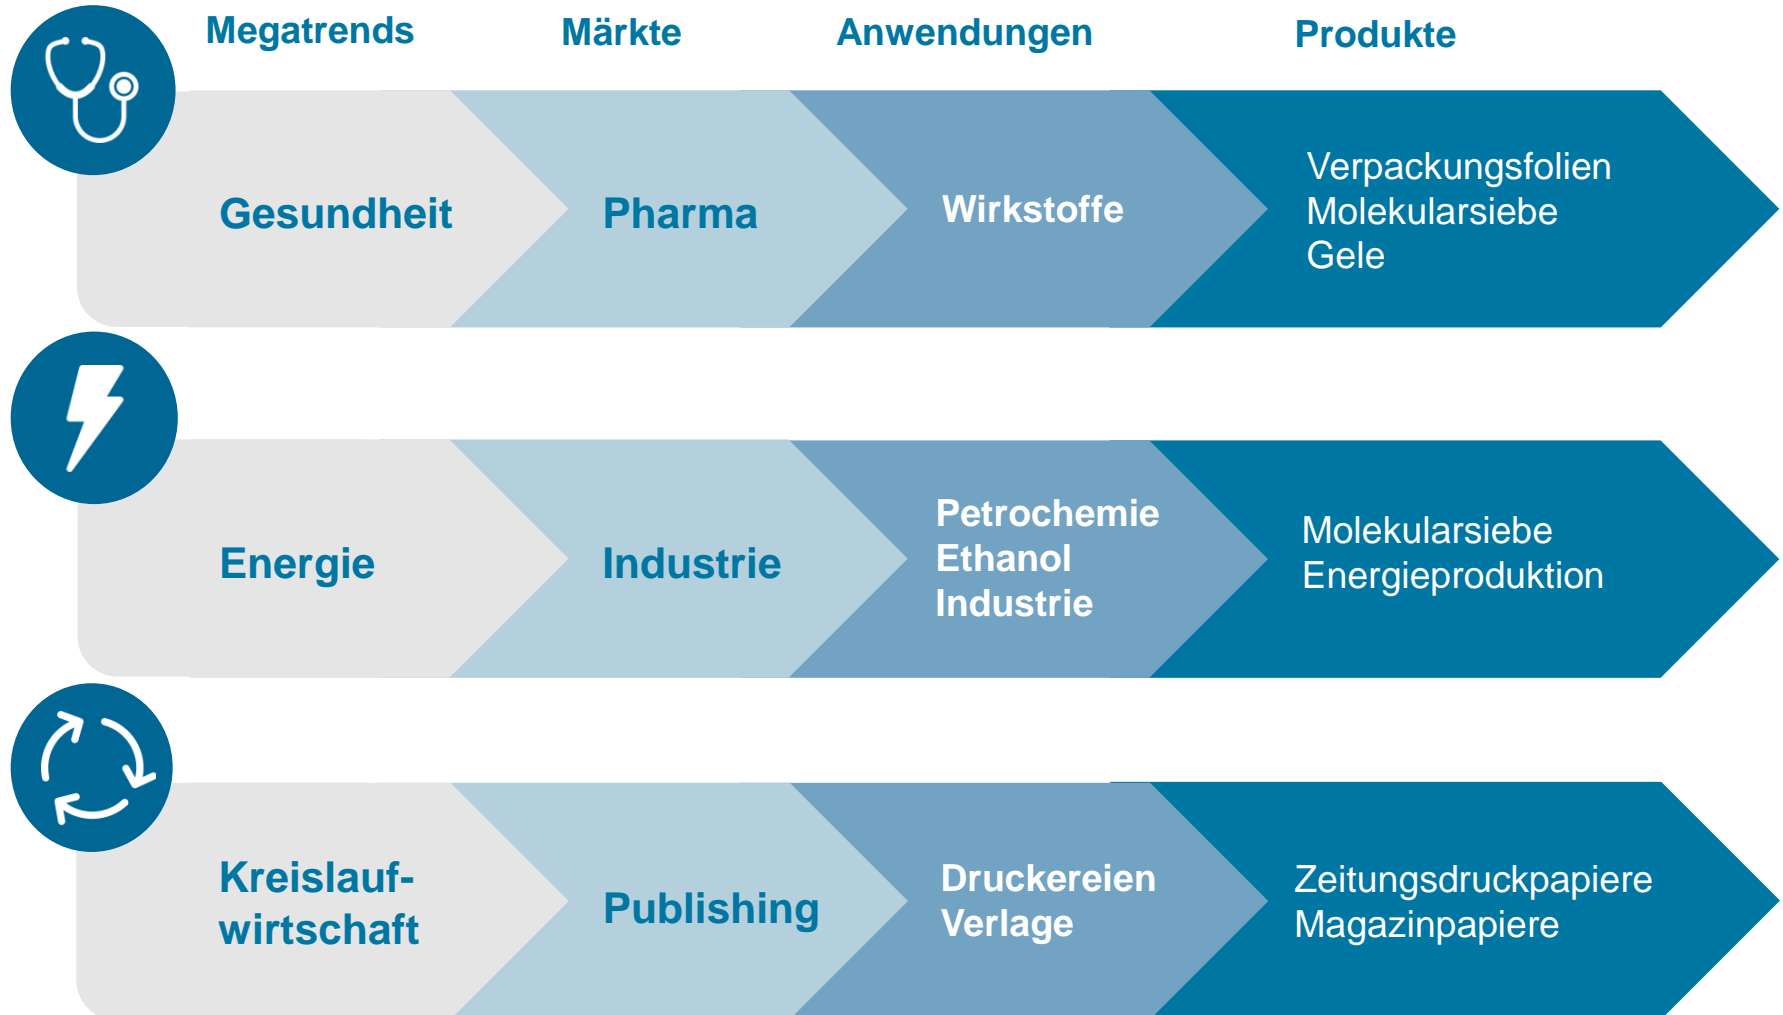 Megatrends
Märkte
Anwendungen
Produkte
Gesundheit
Pharma
Wirkstoffe
Verpackungsfolien
Molekularsiebe
Gele
Energie
Industrie
Petrochemie
Ethanol
Industrie
Molekularsiebe
Energieproduktion
Kreislauf-
wirtschaft
Publishing
Druckereien
Verlage
Zeitungsdruckpapiere
Magazinpapiere